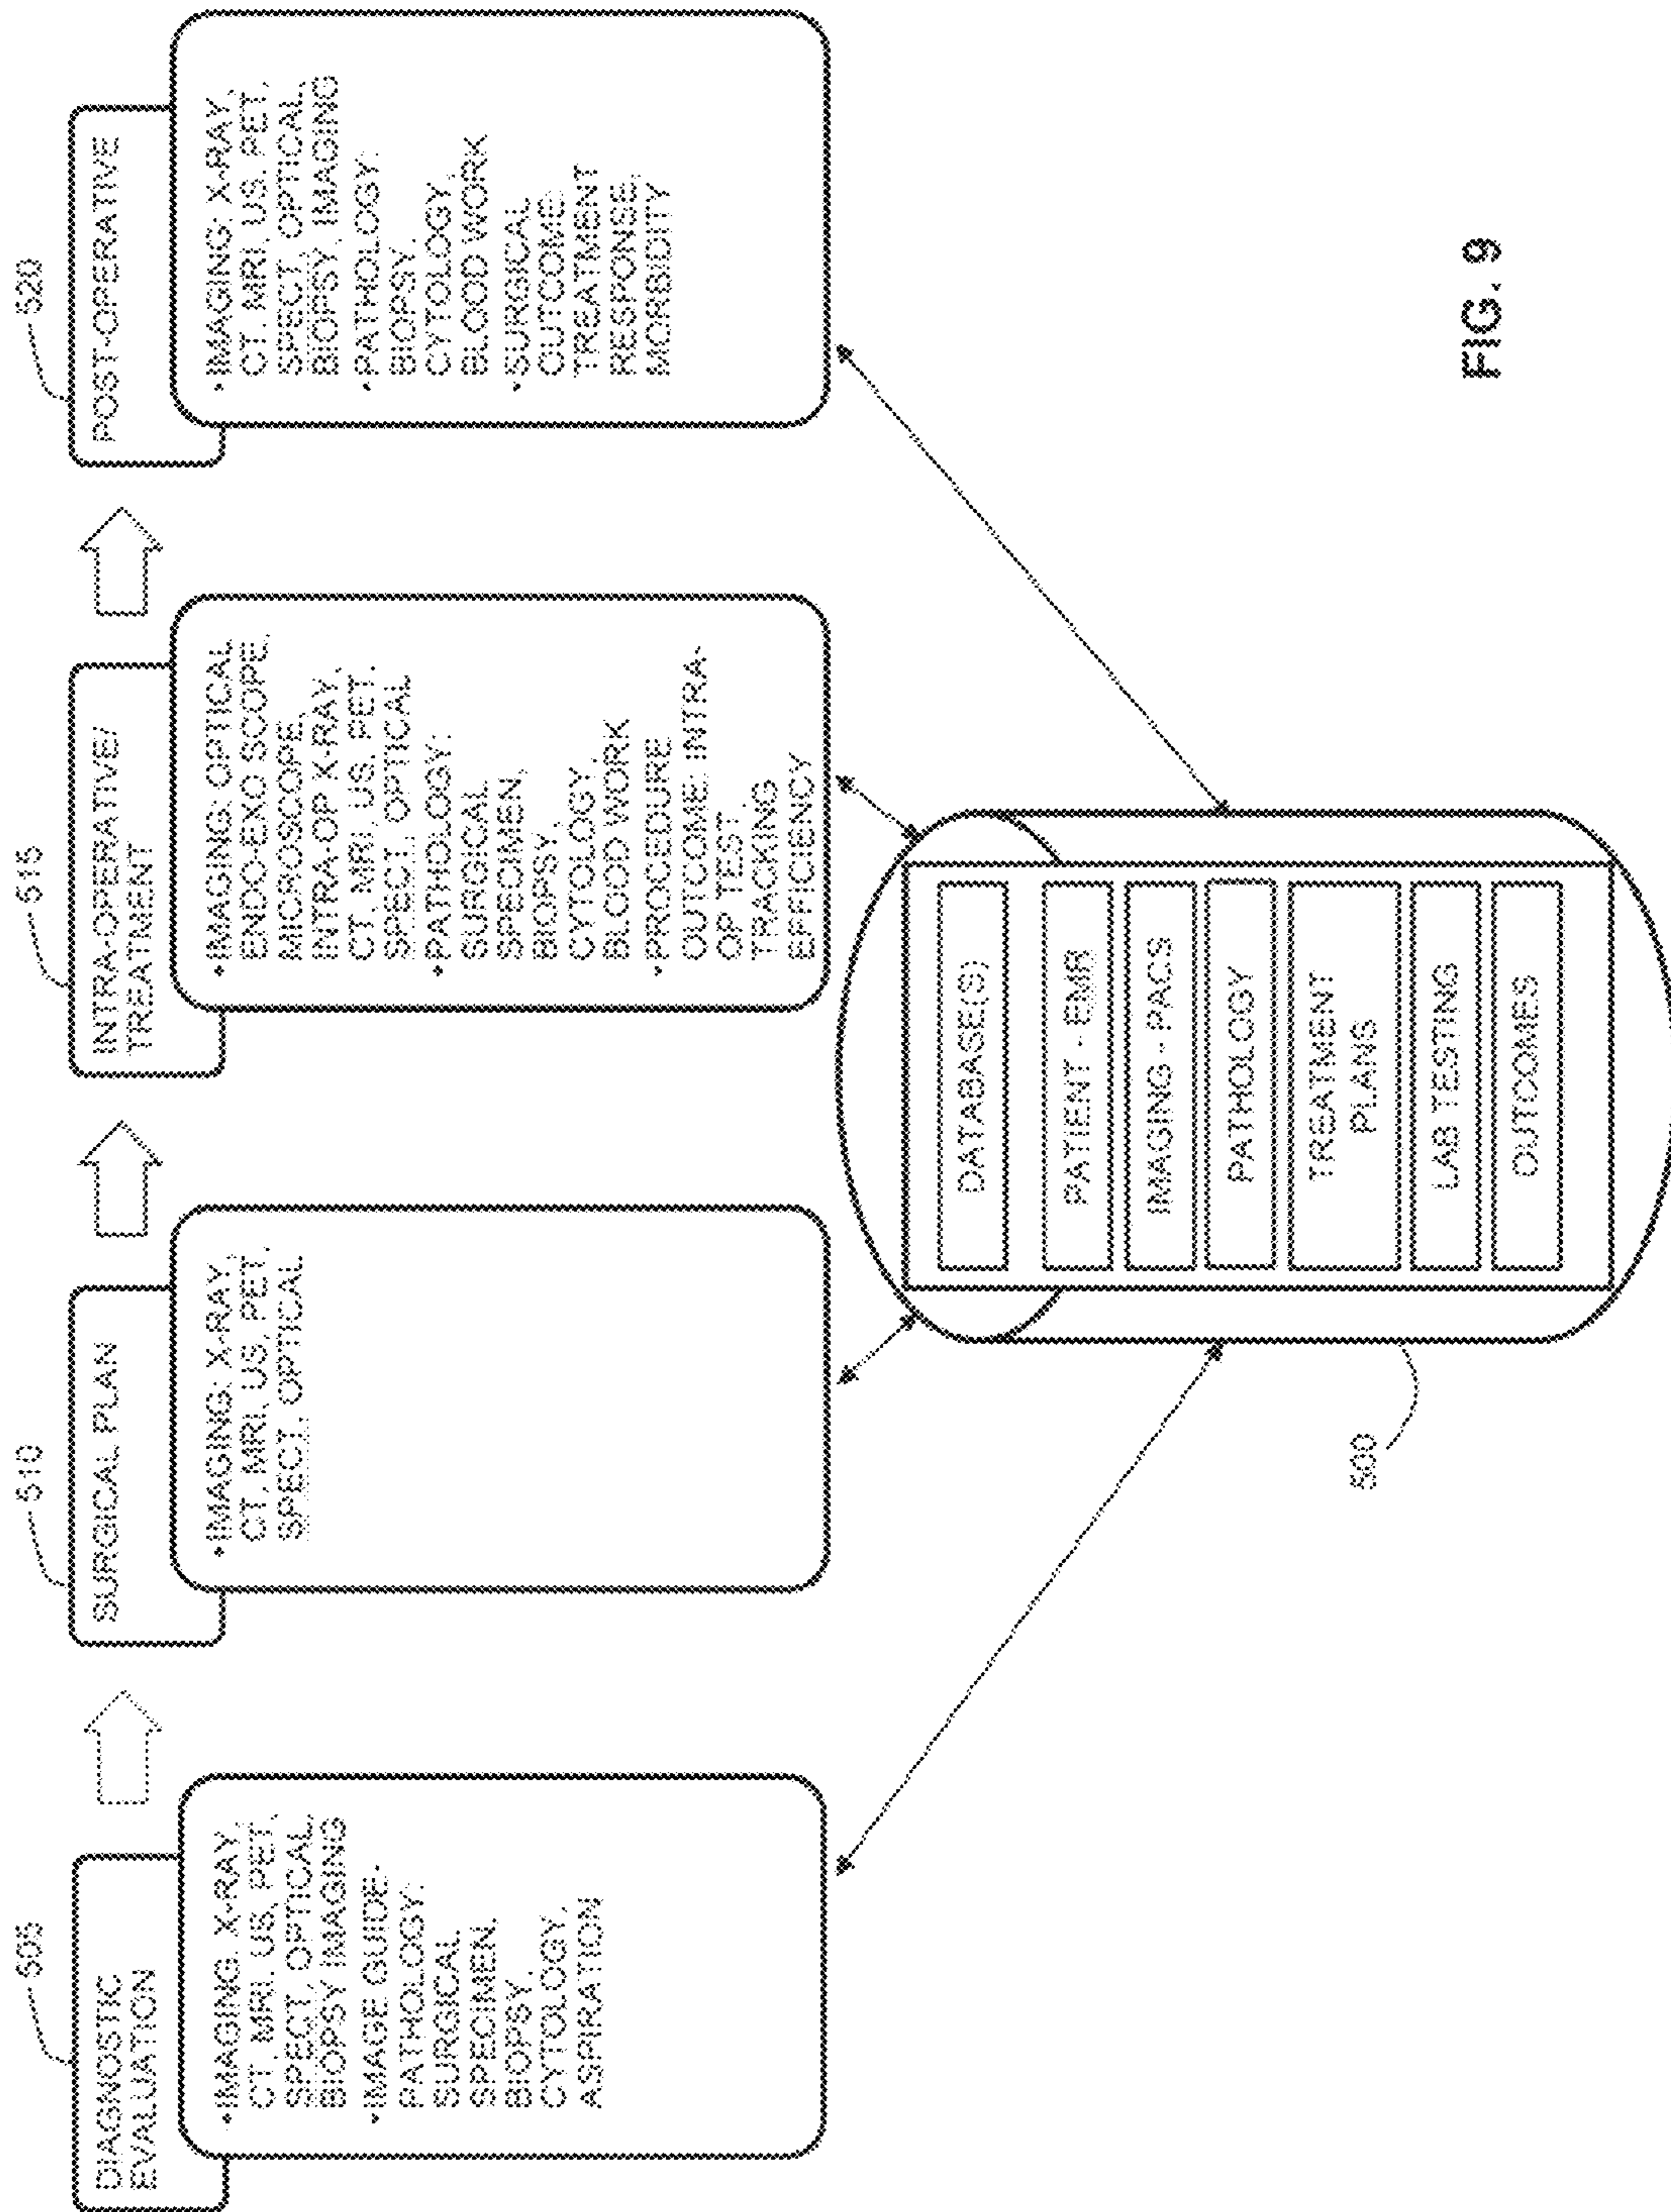 505
DIAGNOSTIC
EVALUATION
• IMAGING: X-RAY,
CT, MRI, US, PET,
SPECT, OPTICAL,
BIOPSY IMAGING
• IMAGE GUIDE-
PATHOLOGY:
SURGICAL
SPECIMEN,
BIOPSY,
CYTOLOGY,
ASPIRATION
510
SURGICAL PLAN
• IMAGING: X-RAY,
CT, MRI, US, PET,
SPECT, OPTICAL
515
INTRA-OPERATIVE/
TREATMENT
• IMAGING: OPTICAL
ENDO-EXO SCOPE,
MICROSCOPE,
INTRA-OP X-RAY,
CT, MRI, US, PET,
SPECT, OPTICAL
• PATHOLOGY:
SURGICAL
SPECIMEN,
BIOPSY,
CYTOLOGY,
BLOOD WORK
• PROCEDURE
OUTCOME: INTRA-
OP TEST,
TRACKING
EFFICIENCY
520
POST-OPERATIVE
• IMAGING: X-RAY,
CT, MRI, US, PET,
SPECT, OPTICAL,
BIOPSY, IMAGING
• PATHOLOGY:
BIOPSY,
CYTOLOGY,
BLOOD WORK
• SURGICAL
OUTCOME,
TREATMENT
RESPONSE,
MORBIDITY
500
DATABASE(S)
PATIENT - EMR
IMAGING - PACS
PATHOLOGY
TREATMENT
PLANS
LAB TESTING
OUTCOMES
FIG. 9